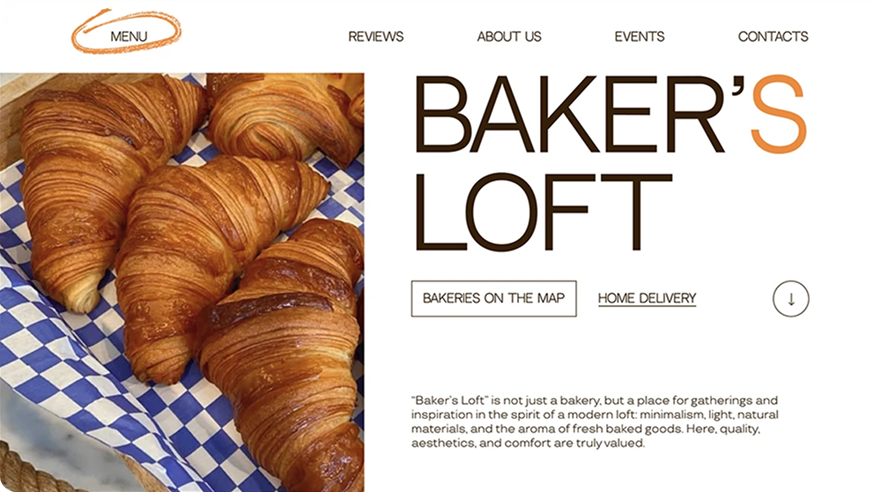 MENU
REVIEWS
ABOUT US
EVENTS
CONTACTS
BAKER’S
LOFT
BAKERIES ON THE MAP
HOME DELIVERY
“Baker’s Loft” is not just a bakery, but a place for gatherings and
inspiration in the spirit of a modern loft: minimalism, light, natural
materials, and the aroma of fresh baked goods. Here, quality,
aesthetics, and comfort are truly valued.